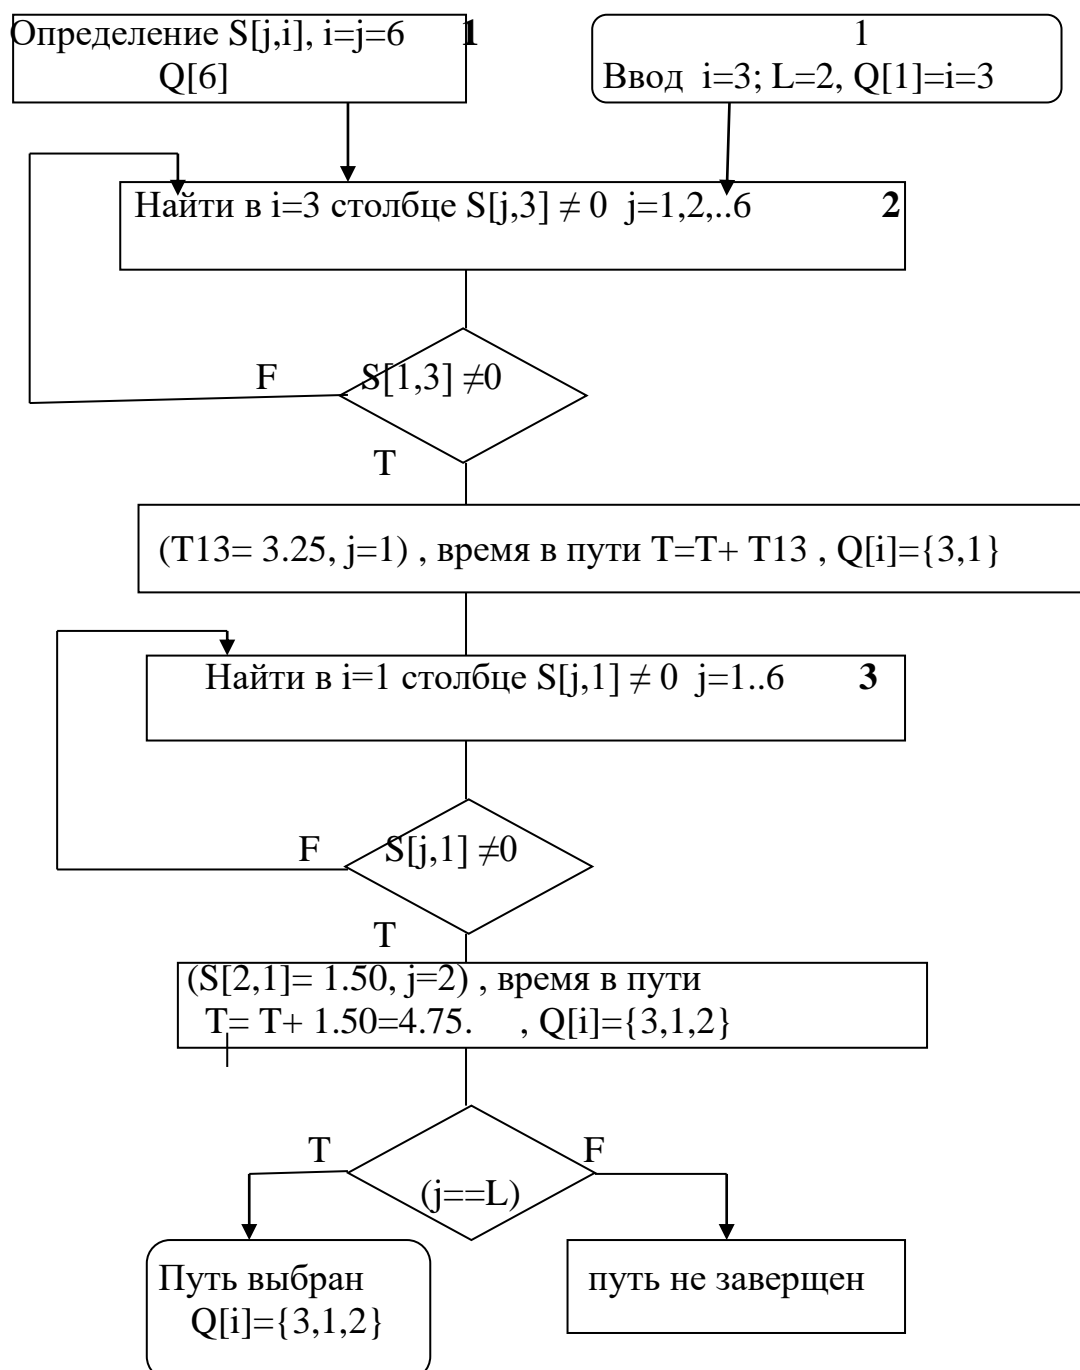 Определение S[j,i], i=j=6 1
Q[6]
1
Ввод i=3; L=2, Q[1]=i=3
Найти в i=3 столбце S[j,3] ≠ 0 j=1,2,..6 2
F
S[1,3] ≠0
T
(T13= 3.25, j=1) , время в пути T=T+ T13 , Q[i]={3,1}
Найти в i=1 столбце S[j,1] ≠ 0 j=1..6 3
F
S[j,1] ≠0
T
(S[2,1]= 1.50, j=2) , время в пути
T= T+ 1.50=4.75. , Q[i]={3,1,2}
T
F
(j==L)
Путь выбран
Q[i]={3,1,2}
путь не заверщен